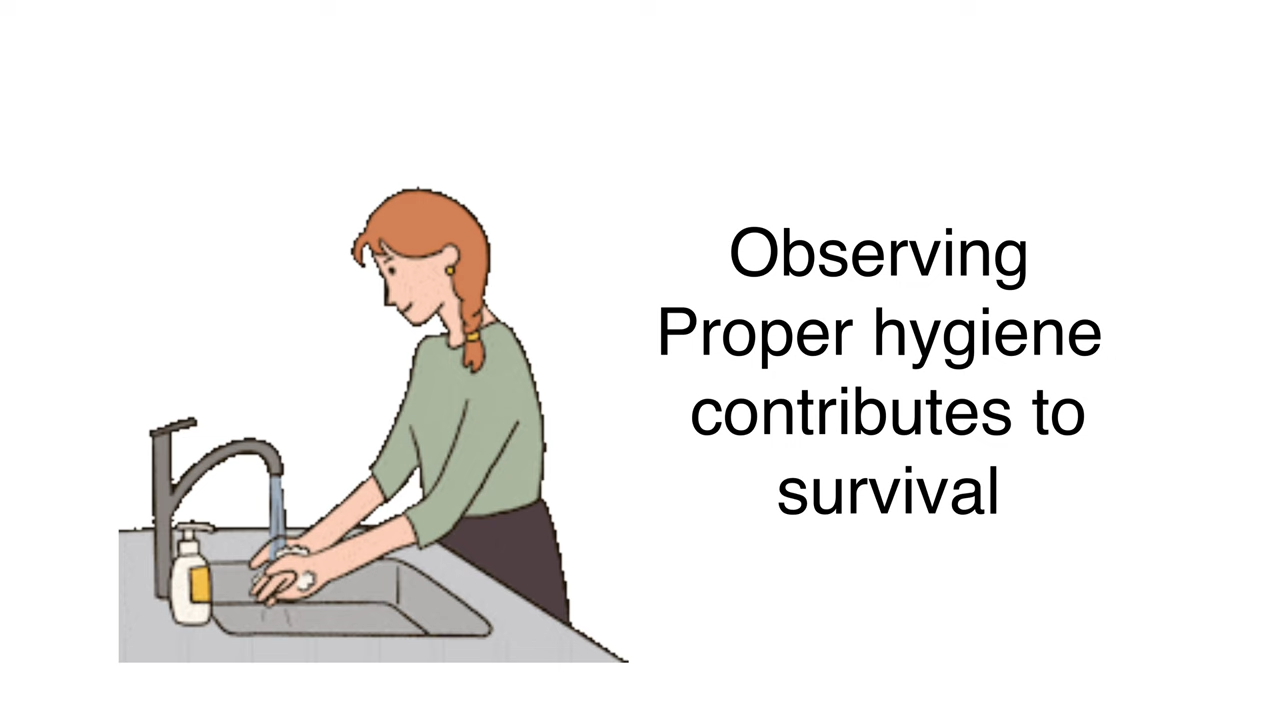 Observing
Proper hygiene
contributes to
survival